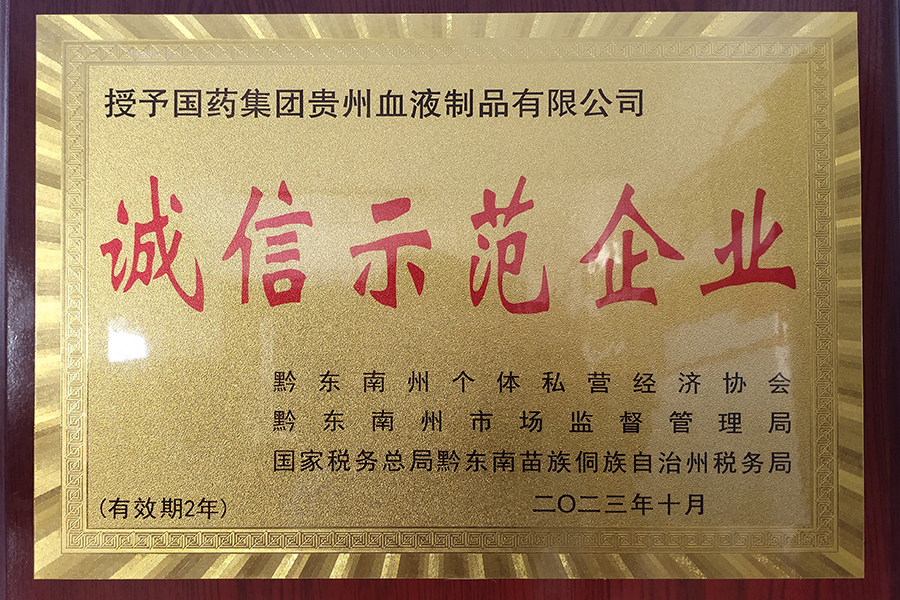 授予国药集团贵州血液制品有限公司
诚信示范企业
黔东南州个体私营经济协会
黔东南州市场监督管理局
国家税务总局黔东南苗族侗族自治州税务局
(有效期2年)
二〇二三年十月